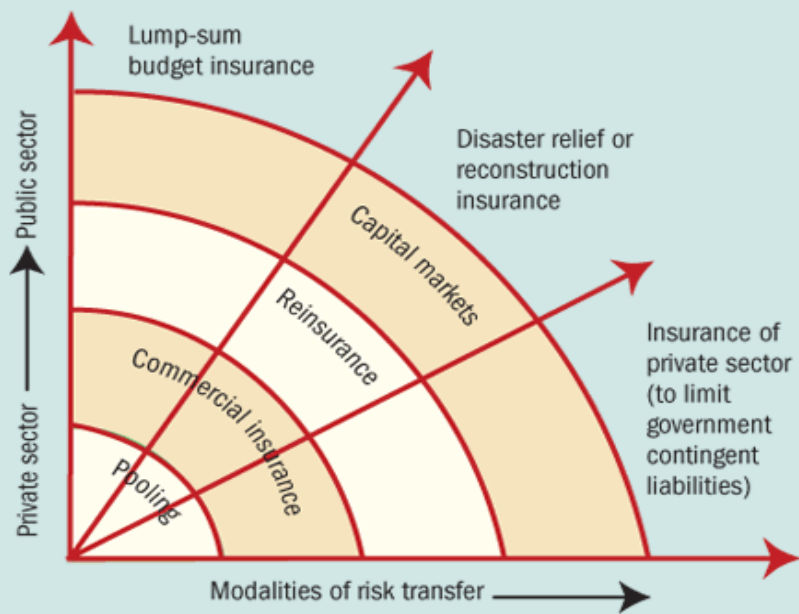 Lump-sum
budget insurance
Disaster relief or
reconstruction
insurance
Insurance of
private sector
(to limit
government
contingent
liabilities)
Public sector
Private sector
Capital markets
Reinsurance
Commercial insurance
Pooling
Modalities of risk transfer